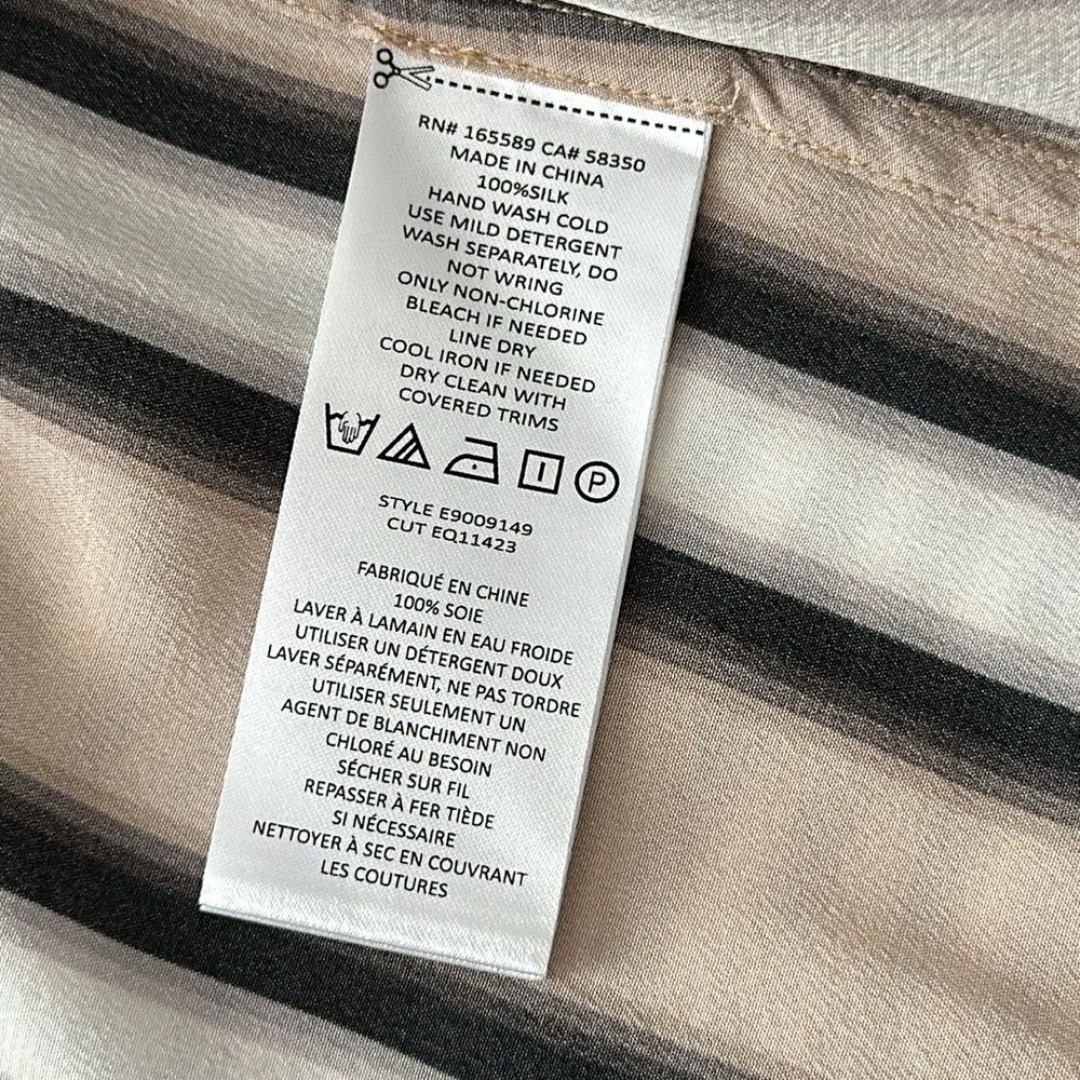 RN# 165589 CA# 58350
MADE IN CHINA
100%SILK
HAND WASH COLD
USE MILD DETERGENT
WASH SEPARATELY, DO
NOT WRING
ONLY NON-CHLORINE
BLEACH IF NEEDED
LINE DRY
COOL IRON IF NEEDED
DRY CLEAN WITH
COVERED TRIMS
P
STYLE E9009149
CUT EQ11423
FABRIQUÉ EN CHINE
100% SOIE
LAVER À LAMAIN EN EAU FROIDE
UTILISER UN DÉTERGENT DOUX
LAVER SÉPARÉMENT, NE PAS TORDRE
UTILISER SEULEMENT UN
AGENT DE BLANCHIMENT NON
CHLORÉ AU BESOIN
SÉCHER SUR FIL
REPASSER À FER TIÈDE
SI NÉCESSAIRE
NETTOYER À SEC EN COUVRANT
LES COUTURES